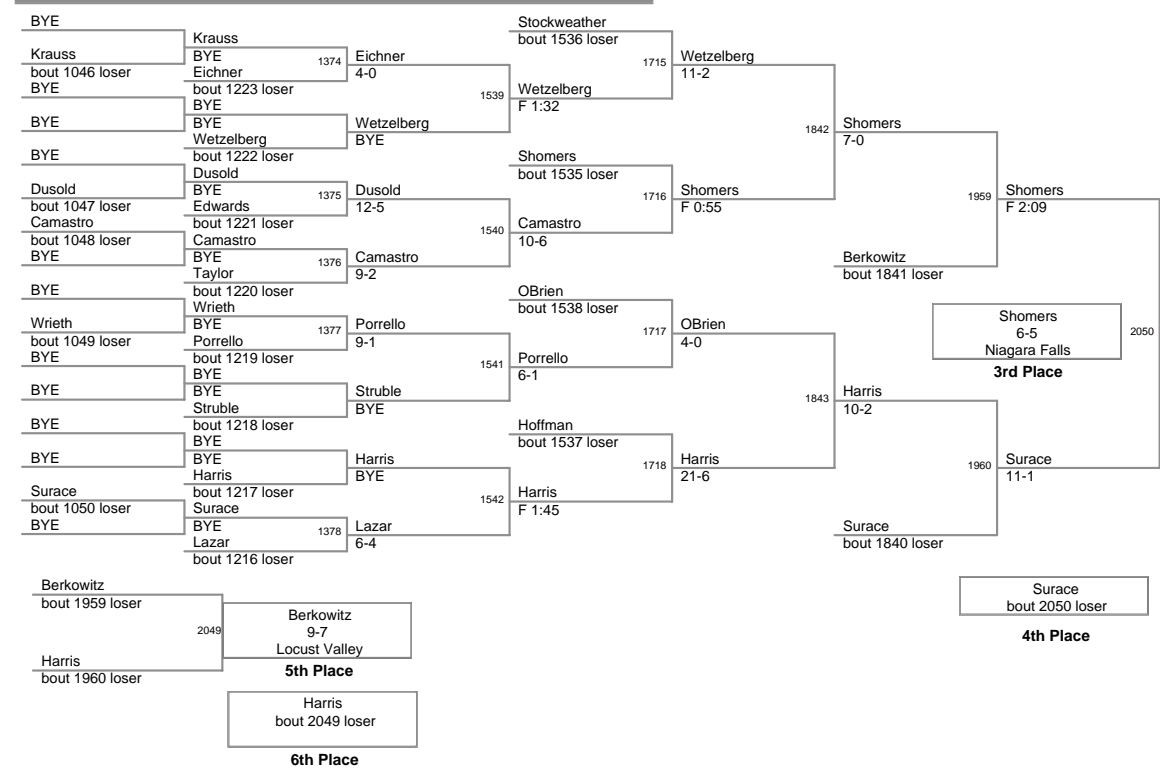 BYE
Krauss
bout 1046 loser
BYE
BYE
BYE
Dusold
bout 1047 loser
Camastro
bout 1048 loser
BYE
BYE
Wrieth
bout 1049 loser
BYE
BYE
BYE
BYE
Surace
bout 1050 loser
BYE
Krauss
BYE
1374
Eichner
bout 1223 loser
BYE
BYE
Wetzelberg
bout 1222 loser
Dusold
BYE
1375
Edwards
bout 1221 loser
Camastro
BYE
1376
Taylor
bout 1220 loser
Wrieth
BYE
1377
Porrello
bout 1219 loser
BYE
BYE
Struble
bout 1218 loser
BYE
BYE
Harris
bout 1217 loser
Surace
BYE
1378
Lazar
bout 1216 loser
Eichner
4-0
1539
Wetzelberg
BYE
Dusold
12-5
1540
Camastro
9-2
Porrello
9-1
1541
Struble
BYE
Harris
BYE
1542
Lazar
6-4
Stockweather
bout 1536 loser
1715
Wetzelberg
F 1:32
Shomers
bout 1535 loser
1716
Camastro
10-6
OBrien
bout 1538 loser
1717
Porrello
6-1
Hoffman
bout 1537 loser
1718
Harris
F 1:45
Wetzelberg
11-2
1842
Shomers
F 0:55
OBrien
4-0
1843
Harris
21-6
Shomers
7-0
1959
Berkowitz
bout 1841 loser
Harris
10-2
1960
Surace
bout 1840 loser
Shomers
F 2:09
Shomers
6-5
Niagara Falls
2050
3rd Place
Surace
11-1
Surace
bout 2050 loser
4th Place
Berkowitz
bout 1959 loser
2049
Harris
bout 1960 loser
Berkowitz
9-7
Locust Valley
5th Place
Harris
bout 2049 loser
6th Place